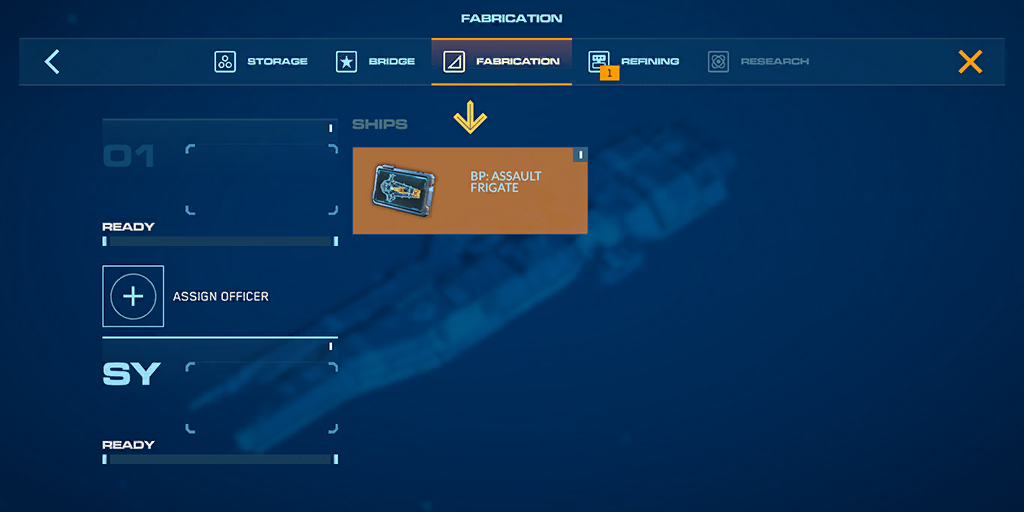 FABRICATION
STORAGE
BRIDGE
FABRICATION
REFINING
1
RESEARCH
01
READY
SHIPS
BP: ASSAULT
FRIGATE
ASSIGN OFFICER
SY
READY